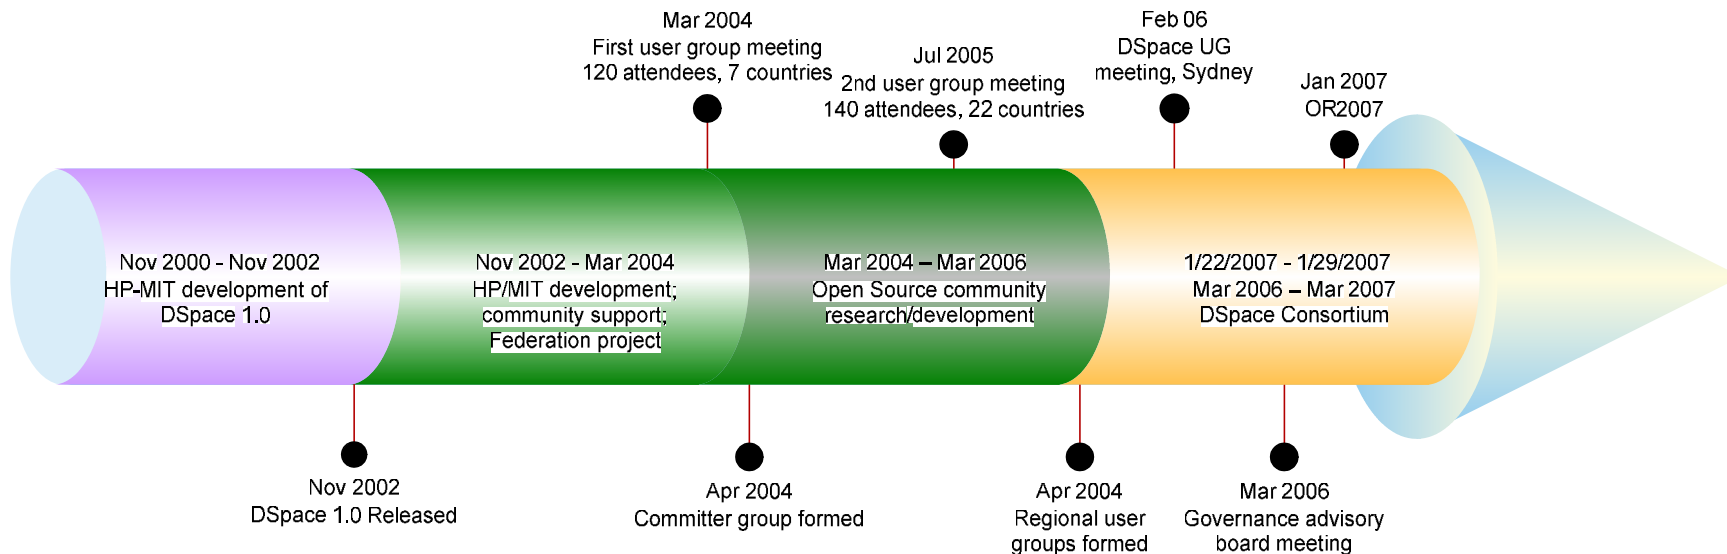 Mar 2004
First user group meeting
120 attendees, 7 countries
Jul 2005
2nd user group meeting
140 attendees, 22 countries
Feb 06
DSpace UG
meeting, Sydney
Jan 2007
OR2007
Nov 2000 - Nov 2002
HP-MIT development of
DSpace 1.0
Nov 2002 - Mar 2004
HP/MIT development;
community support;
Federation project
Mar 2004 – Mar 2006
Open Source community
research/development
1/22/2007 - 1/29/2007
Mar 2006 – Mar 2007
DSpace Consortium
Nov 2002
DSpace 1.0 Released
Apr 2004
Committer group formed
Apr 2004
Regional user
groups formed
Mar 2006
Governance advisory
board meeting